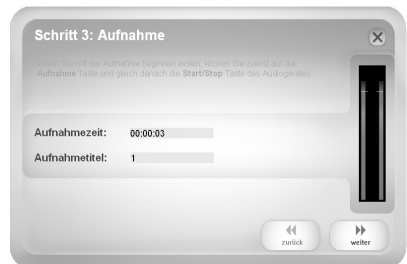 Schritt 3: Aufnahme
Wenn Sie mit der Aufnahme beginnen wollen, klicken Sie zuerst auf die
Aufnahme Taste und gleich danach die Start/Stop Taste des Audiogerätes.
Aufnahmezeit: 00:00:03
Aufnahmetitel: 1
zurück weiter